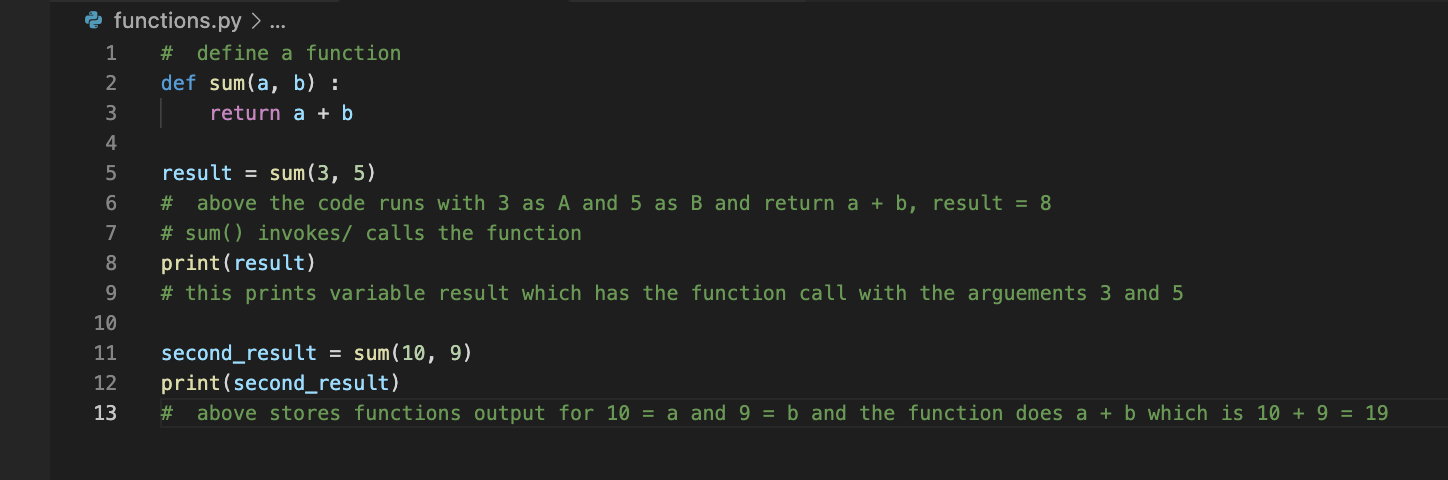 functions.py > ...
1 #  define a function
2 def sum(a, b) :
3     return a + b
4
5 result = sum(3, 5)
6 #  above the code runs with 3 as A and 5 as B and return a + b, result = 8
7 # sum() invokes/ calls the function
8 print(result)
9 # this prints variable result which has the function call with the arguements 3 and 5
10
11 second_result = sum(10, 9)
12 print(second_result)
13 #  above stores functions output for 10 = a and 9 = b and the function does a + b which is 10 + 9 = 19